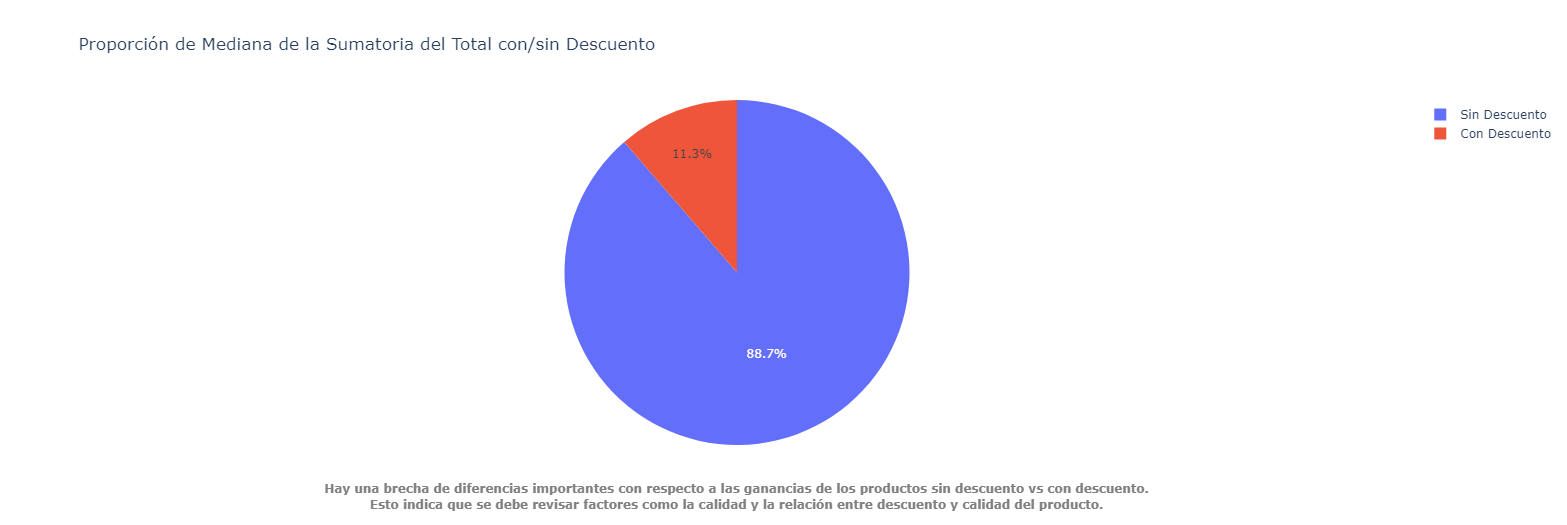 Proporción de Mediana de la Sumatoria del Total con/sin Descuento
Sin Descuento
Con Descuento
11.3%
88.7%
Hay una brecha de diferencias importantes con respecto a las ganancias de los productos sin descuento vs con descuento.
Esto indica que se debe revisar factores como la calidad y la relación entre descuento y calidad del producto.